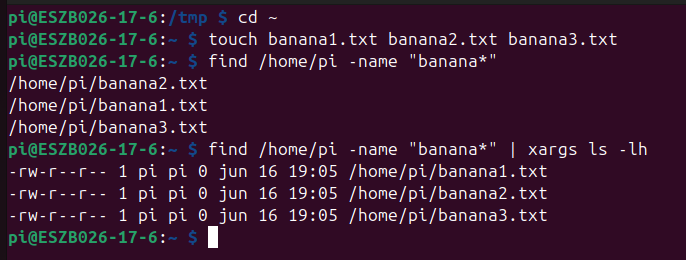 pi@ESZB026-17-6:/tmp $ cd ~
pi@ESZB026-17-6:~ $ touch banana1.txt banana2.txt banana3.txt
pi@ESZB026-17-6:~ $ find /home/pi -name "banana*"
/home/pi/banana2.txt
/home/pi/banana1.txt
/home/pi/banana3.txt
pi@ESZB026-17-6:~ $ find /home/pi -name "banana*" | xargs ls -lh
-rw-r--r-- 1 pi pi 0 jun 16 19:05 /home/pi/banana1.txt
-rw-r--r-- 1 pi pi 0 jun 16 19:05 /home/pi/banana2.txt
-rw-r--r-- 1 pi pi 0 jun 16 19:05 /home/pi/banana3.txt
pi@ESZB026-17-6:~ $